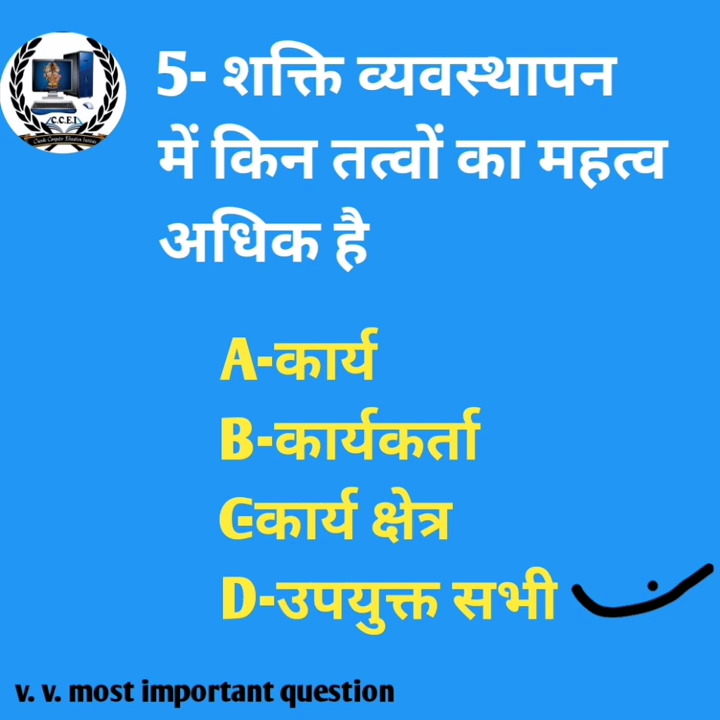 C.C.E.I.
5- शक्ति व्यवस्थापन
में किन तत्वों का महत्व
अधिक है
A-कार्य
B-कार्यकर्ता
C-कार्य क्षेत्र
D-उपयुक्त सभी
v. v. most important question